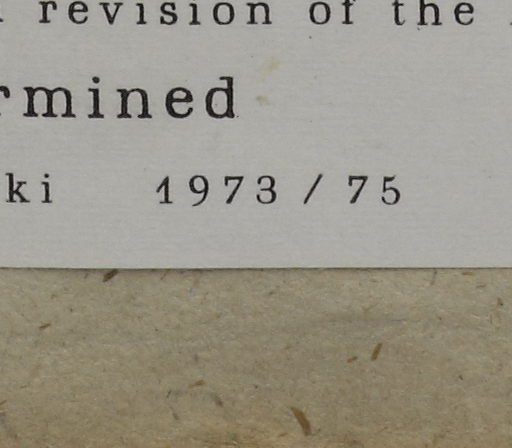 revision of the
rmined
ki 1973/75